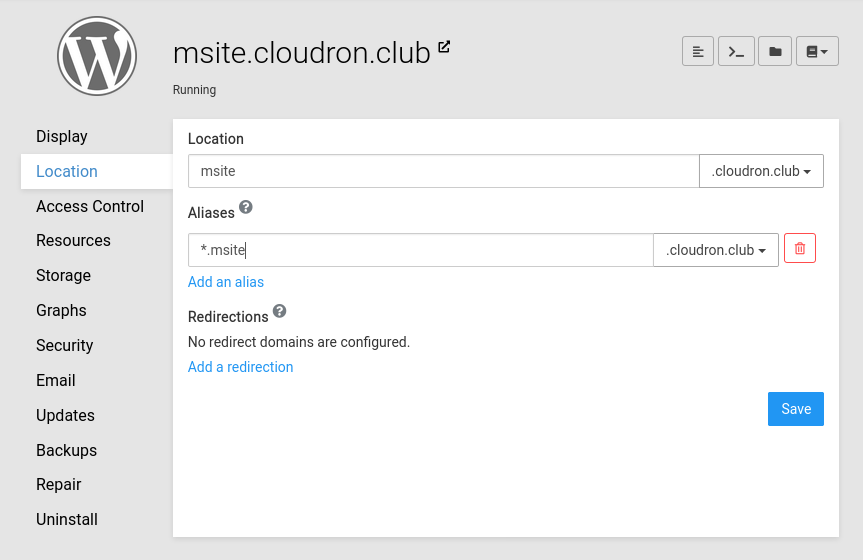 msite.cloudron.club
Running
Display
Location
Access Control
Resources
Storage
Graphs
Security
Email
Updates
Backups
Repair
Uninstall
Location
msite .cloudron.club
Aliases
*.msite .cloudron.club
Add an alias
Redirections
No redirect domains are configured.
Add a redirection
Save